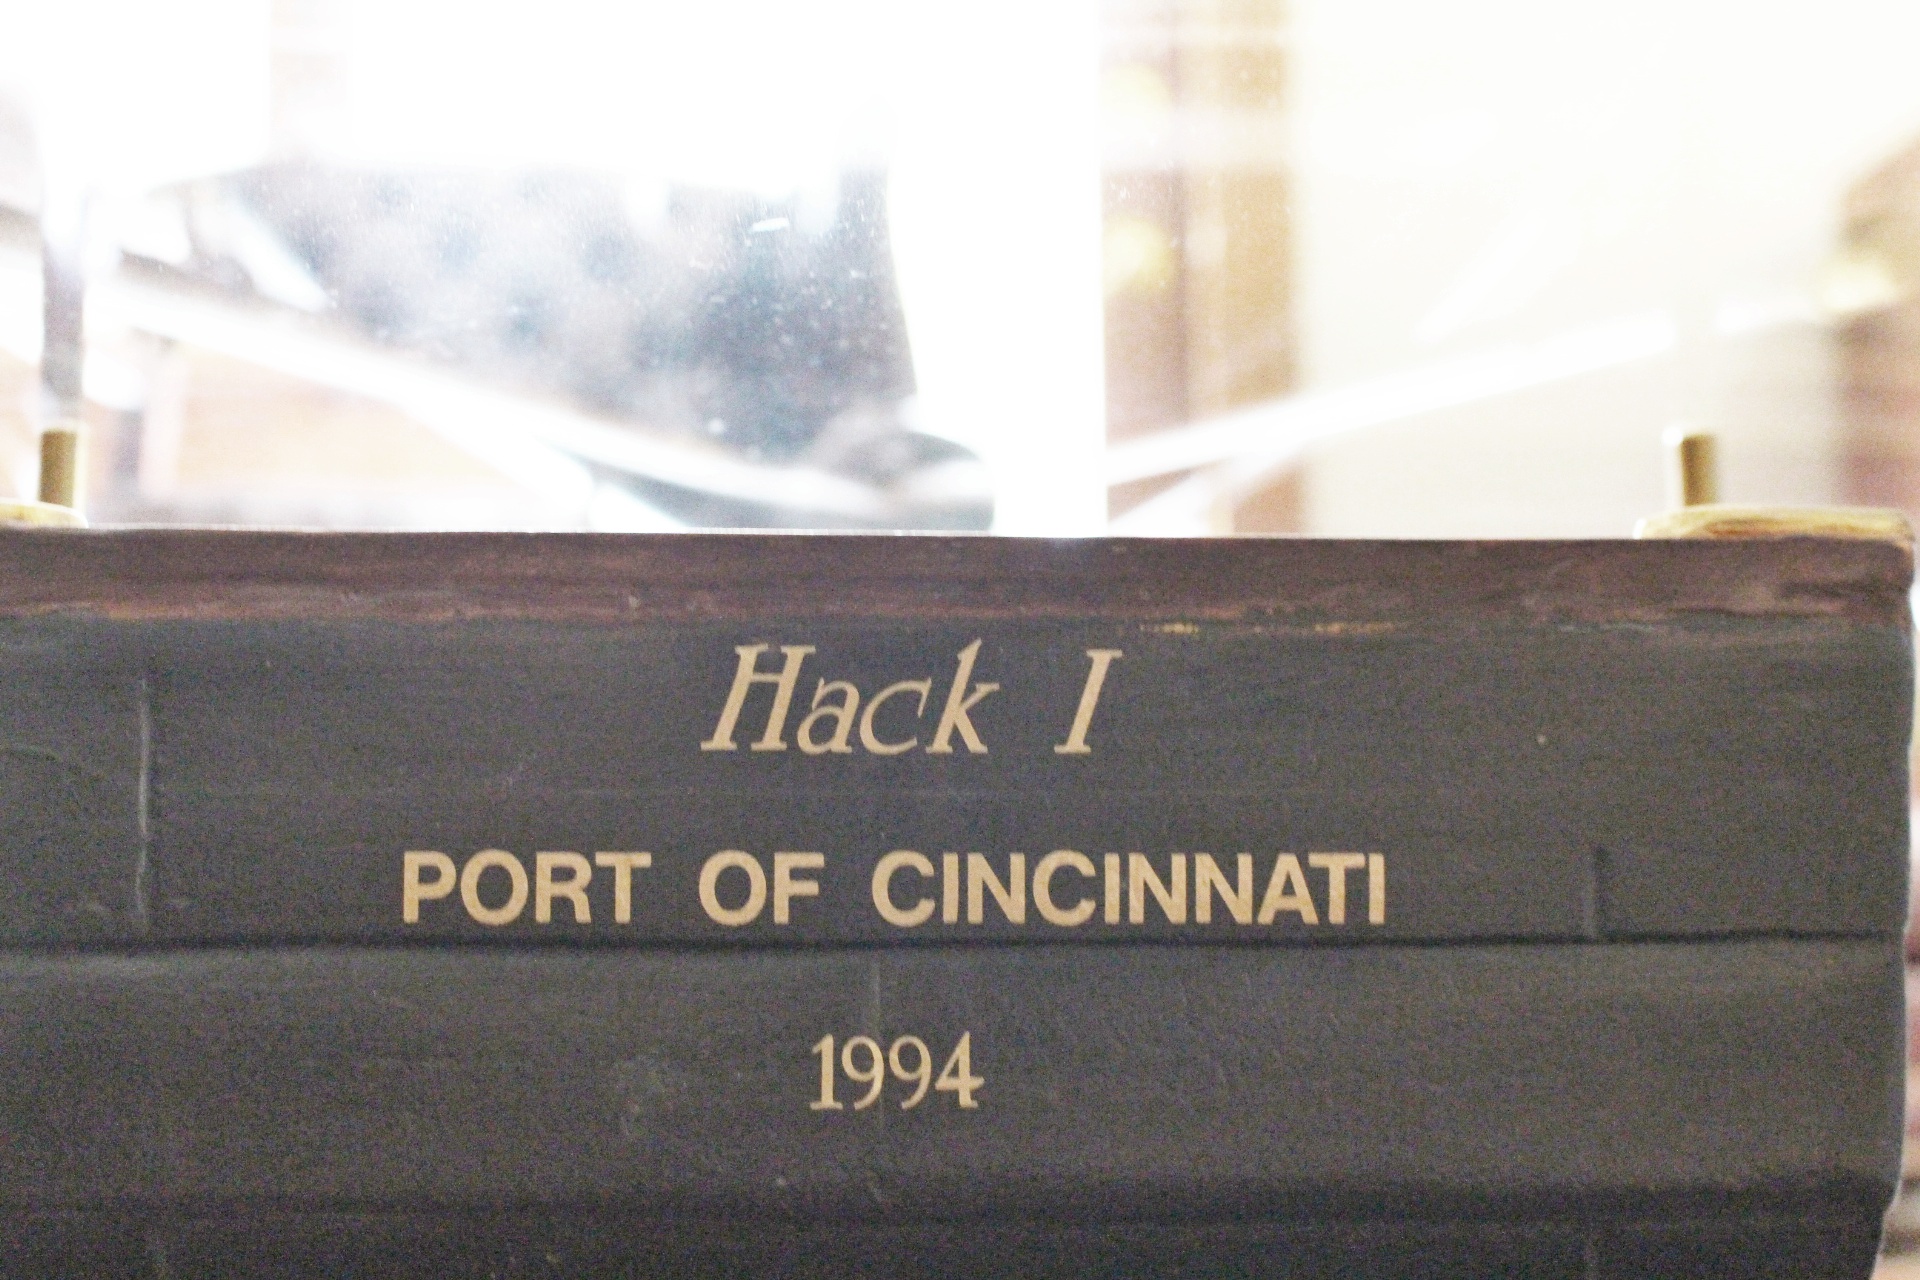 Hack I
PORT OF CINCINNATI
1994